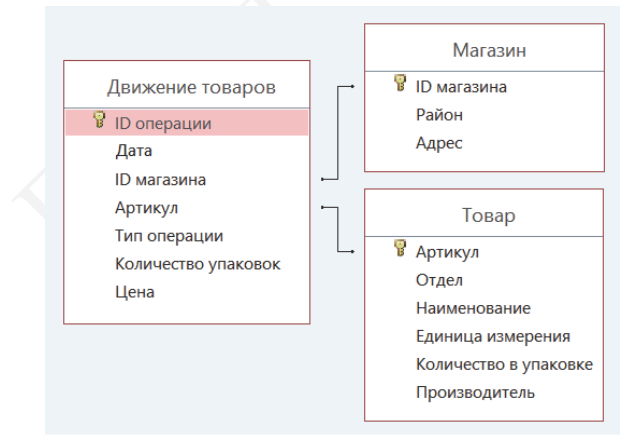 Движение товаров
ID операции
Дата
ID магазина
Артикул
Тип операции
Количество упаковок
Цена
Магазин
ID магазина
Район
Адрес
Товар
Артикул
Отдел
Наименование
Единица измерения
Количество в упаковке
Производитель